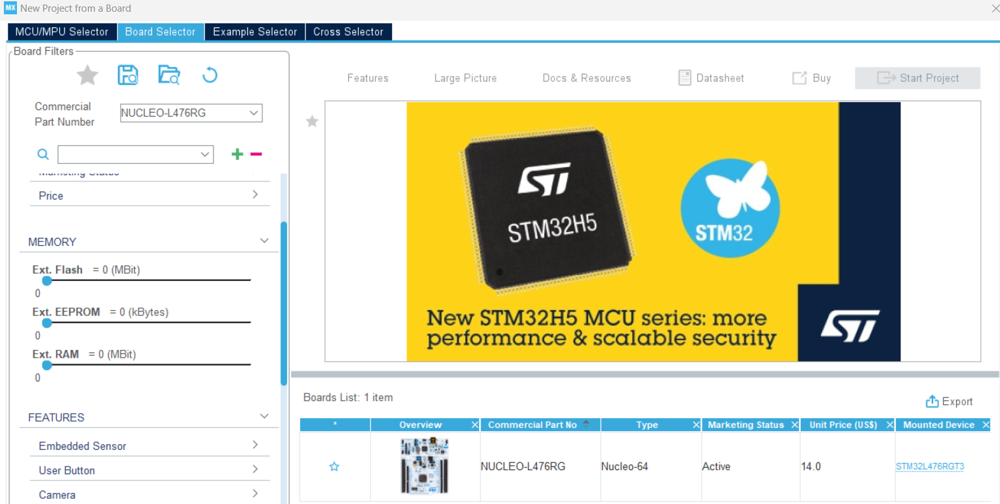 MX New Project from a Board
MCU/MPU Selector Board Selector Example Selector Cross Selector
Board Filters
Commercial
Part Number
NUCLEO-L476RG
Marketing Status
Price
MEMORY
Ext. Flash = 0 (MBit)
0
Ext. EEPROM = 0 (kBytes)
0
Ext. RAM = 0 (MBit)
0
FEATURES
Embedded Sensor
User Button
Camera
Features Large Picture Docs & Resources Datasheet Buy Start Project
ST
STM32H5
STM32
New STM32H5 MCU series: more
performance & scalable security
ST
Boards List: 1 item
Export
* Overview Commercial Part No Type Marketing Status Unit Price (US$) Mounted Device
NUCLEO-L476RG Nucleo-64 Active 14.0 STM32L476RGT3